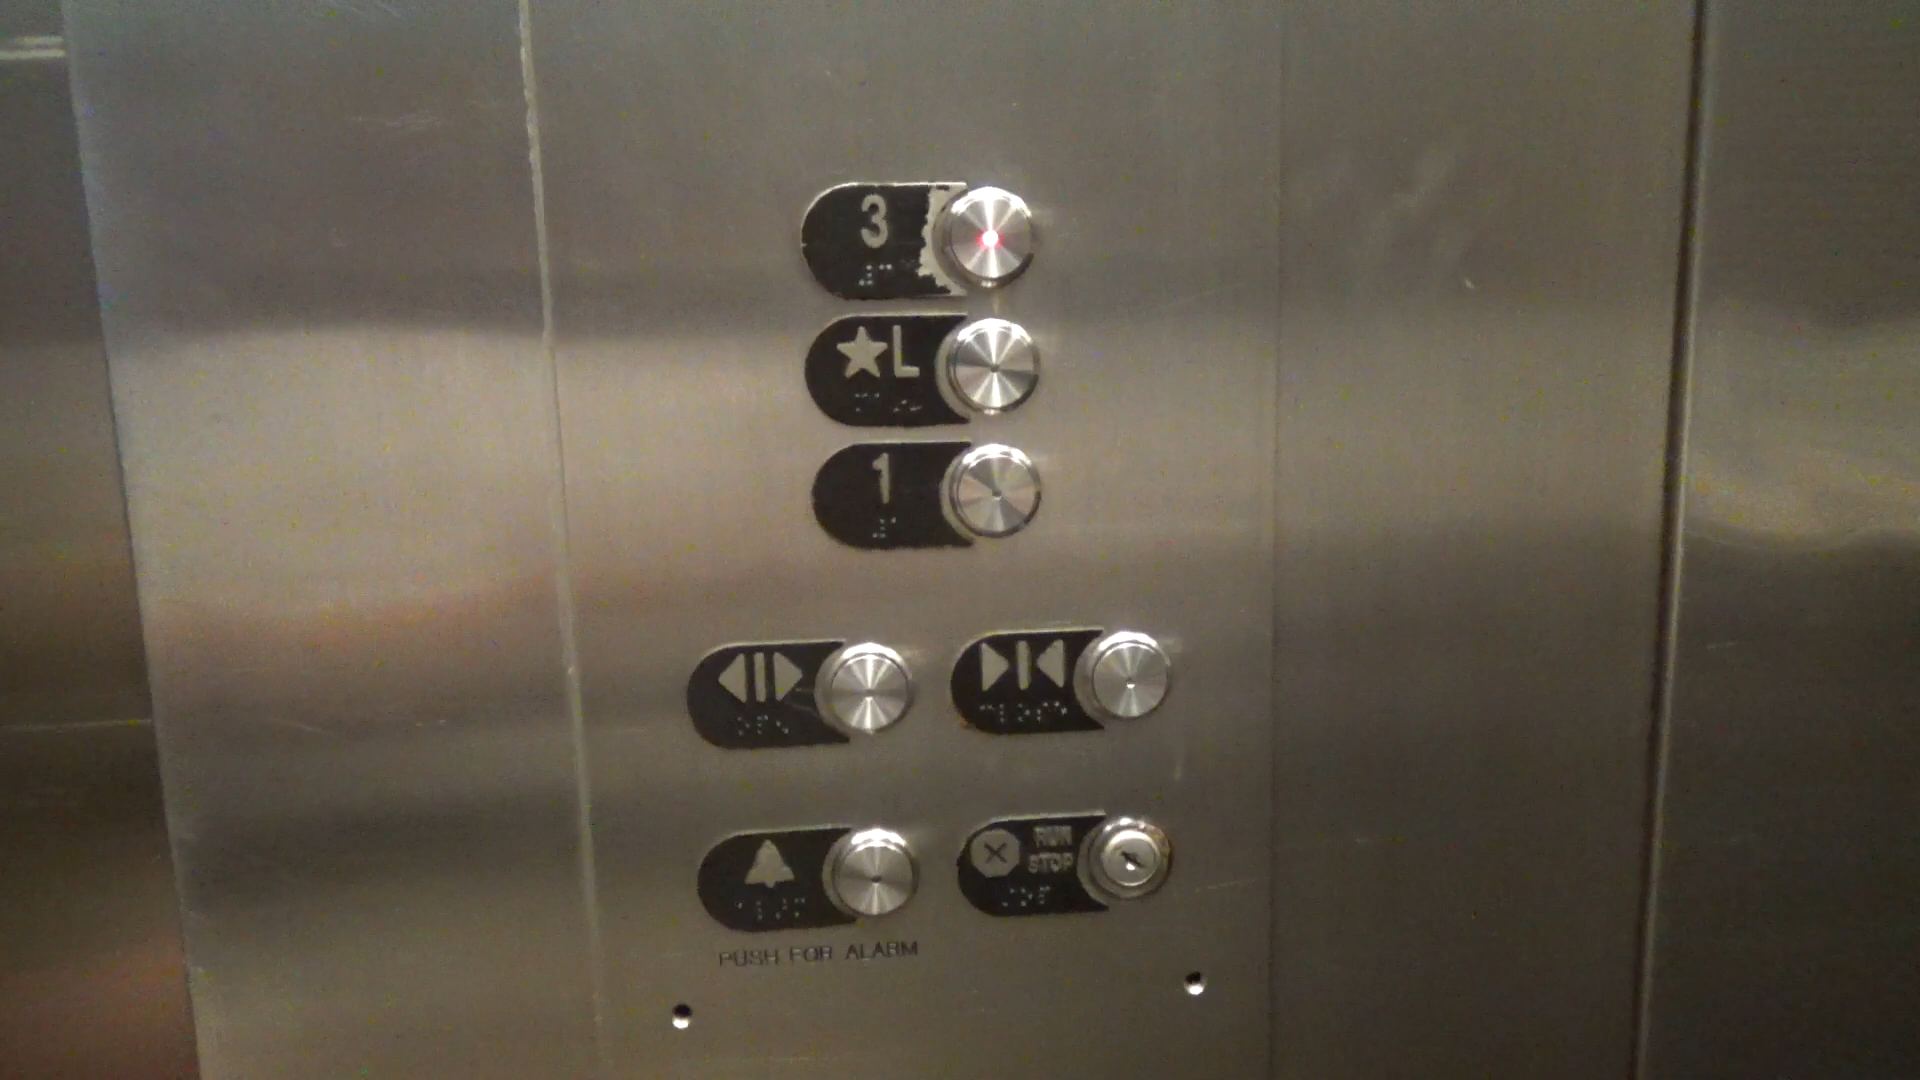 3
★L
1
RUN
STOP
PUSH FOR ALARM